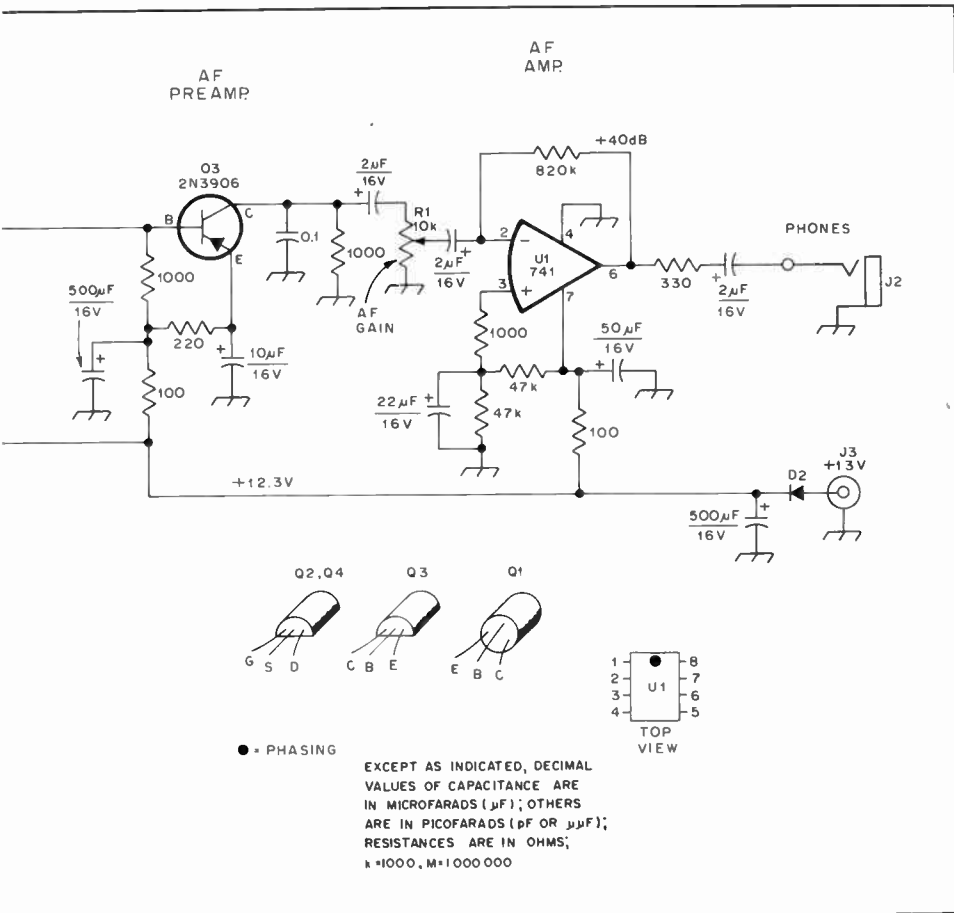 AF
PREAMP.
AF
AMP.
+40dB
820k
Q3
2N3906
B
C
E
2µF
16V
R1
10k
0.1
1000
1000
AF
GAIN
2µF
16V
2
3
4
6
7
U1
741
PHONES
330
2µF
16V
J2
500µF
16V
220
10µF
16V
100
1000
50µF
16V
47k
47k
22µF
16V
100
+12.3V
500µF
16V
D2
J3
+13V
Q2,Q4
Q3
Q1
G S D
C B E
E B C
1
2
3
4
U1
8
7
6
5
TOP
VIEW
● = PHASING
EXCEPT AS INDICATED, DECIMAL
VALUES OF CAPACITANCE ARE
IN MICROFARADS (µF); OTHERS
ARE IN PICOFARADS (pF OR µµF);
RESISTANCES ARE IN OHMS;
k=1000, M=1000000